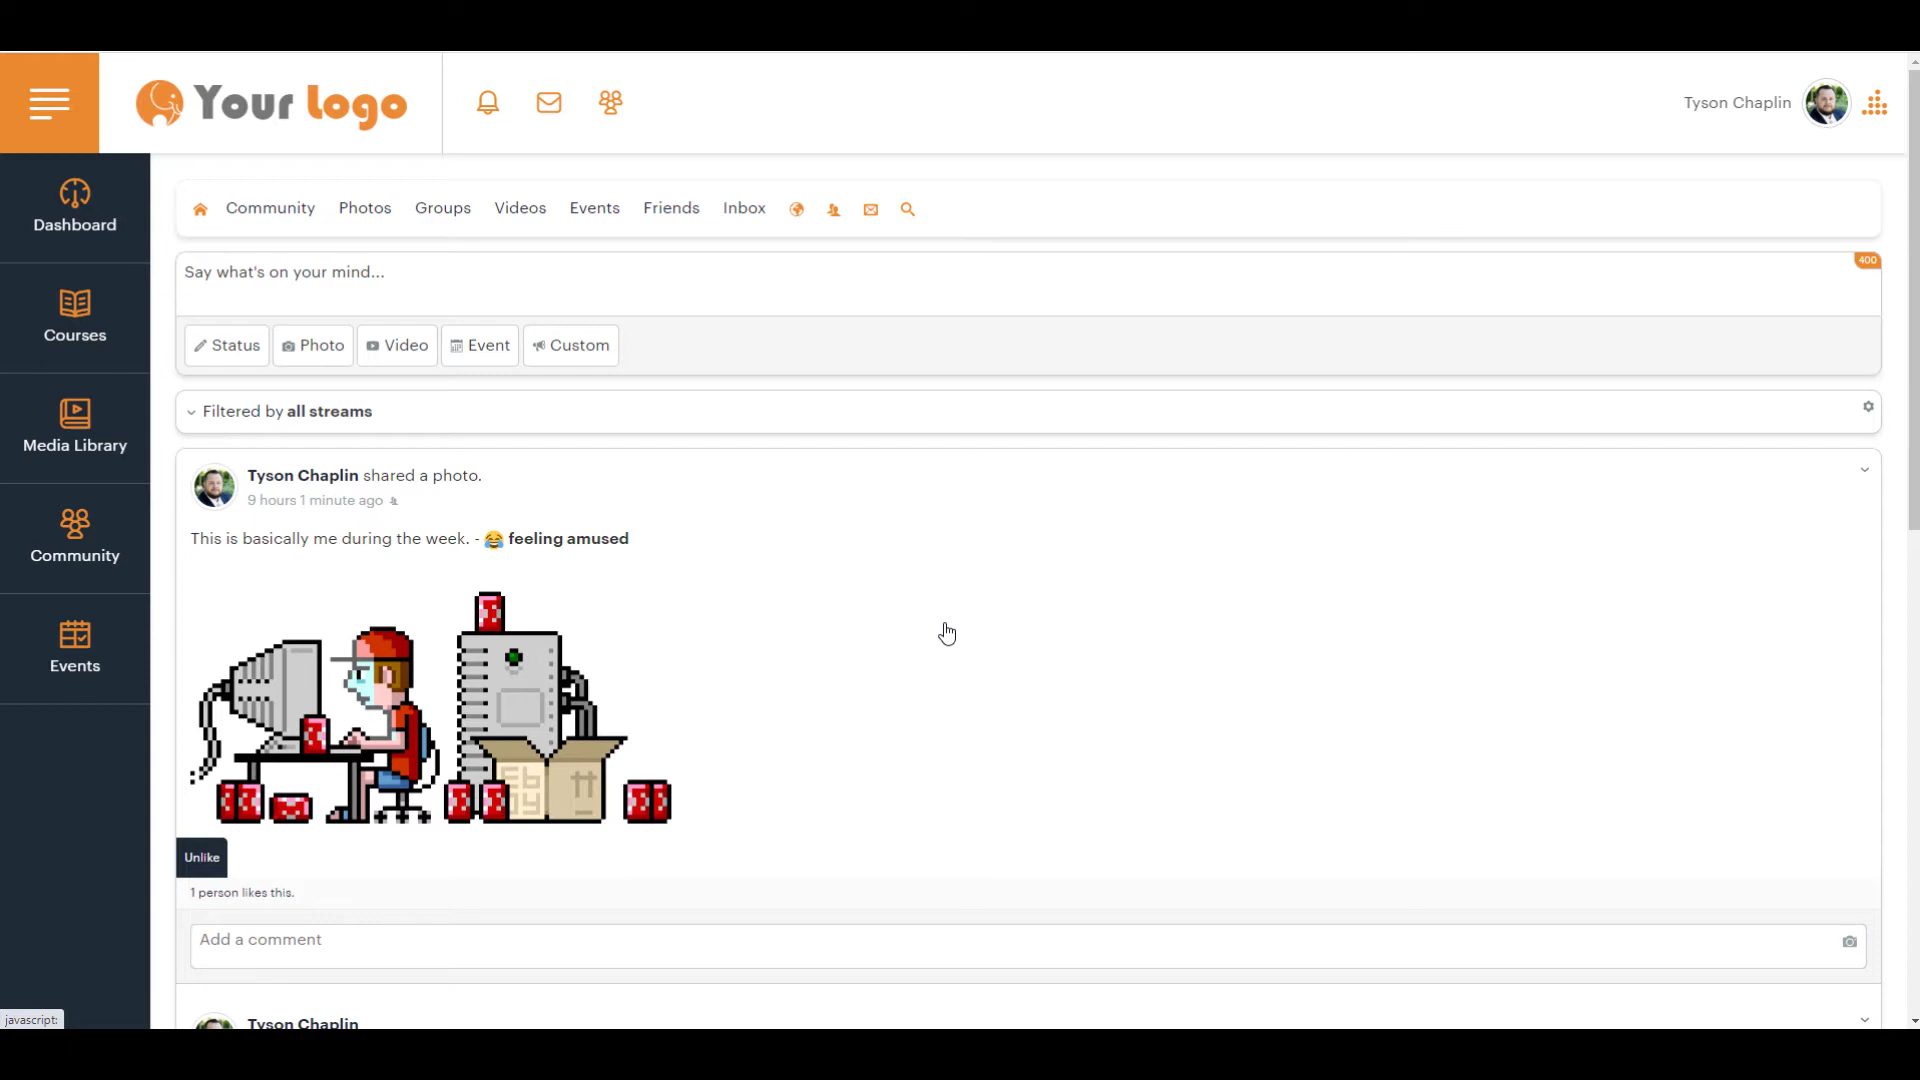 Your Logo
Tyson Chaplin
Dashboard
Courses
Media Library
Community
Events
Community Photos Groups Videos Events Friends Inbox
Say what's on your mind...
400
Status Photo Video Event Custom
Filtered by all streams
Tyson Chaplin shared a photo.
9 hours 1 minute ago
This is basically me during the week. - 😂 feeling amused
Unlike
1 person likes this.
Add a comment
Tyson Chaplin
javascript: